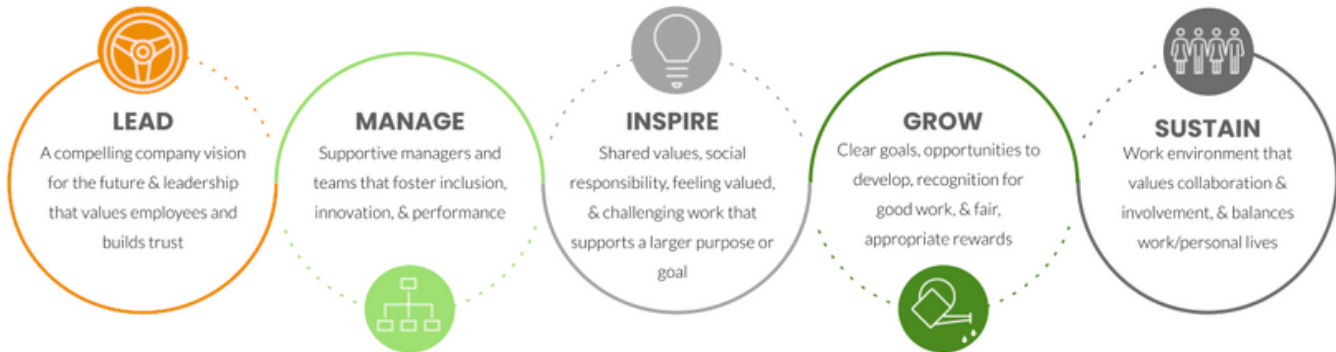 LEAD
A compelling company vision
for the future & leadership
that values employees and
builds trust
MANAGE
Supportive managers and
teams that foster inclusion,
innovation, & performance
INSPIRE
Shared values, social
responsibility, feeling valued,
& challenging work that
supports a larger purpose or
goal
GROW
Clear goals, opportunities to
develop, recognition for
good work, & fair,
appropriate rewards
SUSTAIN
Work environment that
values collaboration &
involvement, & balances
work/personal lives